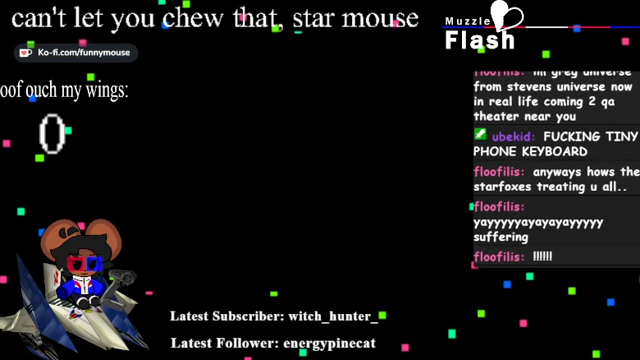 can't let you chew that, star mouse
Muzzle
Flash
Ko-fi.com/funnymouse
oof ouch my wings:
0
floofilis: im greg universe
from stevens universe now
in real life coming 2 qa
theater near you
ubekid: FUCKING TINY
PHONE KEYBOARD
floofilis: anyways hows the
starfoxes treating u all..
floofilis:
yayyyyyayayayayyyyy
suffering
floofilis: !!!!!!
Latest Subscriber: witch_hunter_
Latest Follower: energypinecat